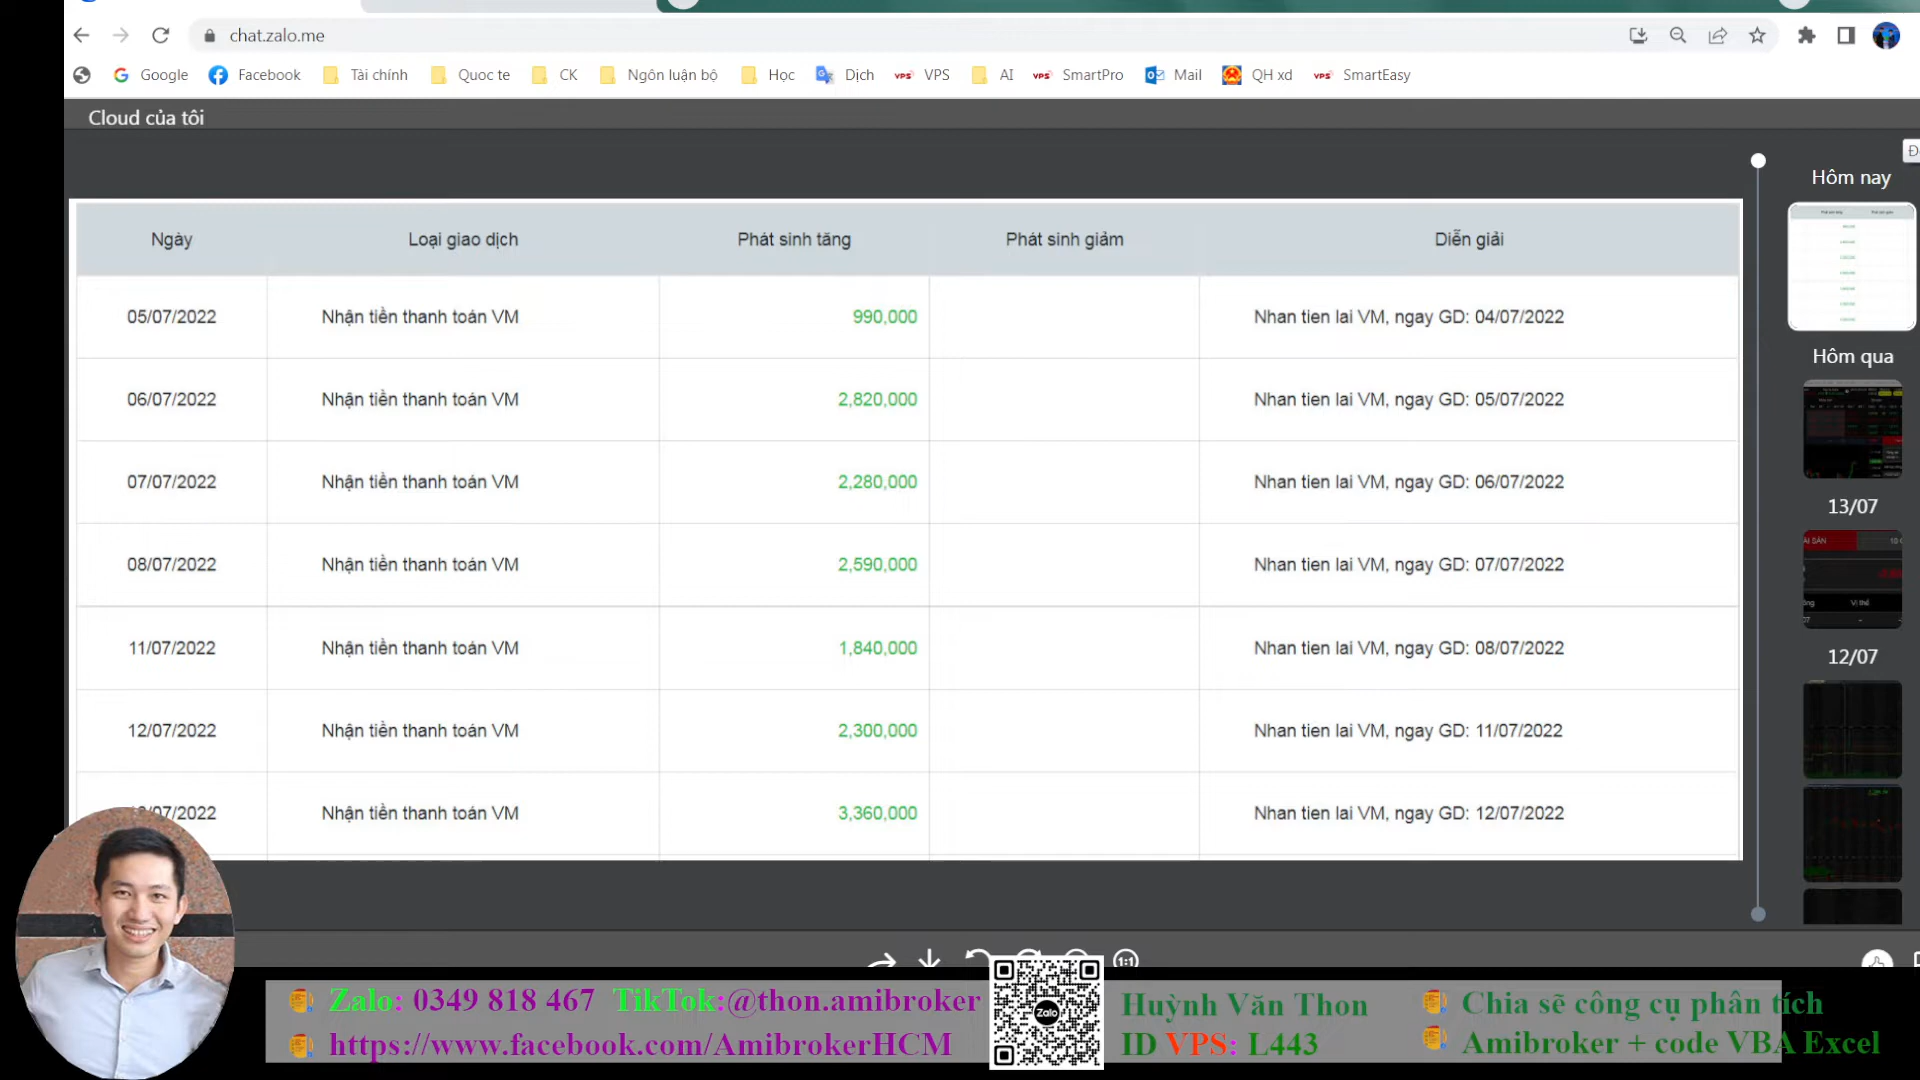 chat.zalo.me
Google Facebook Tài chính Quoc te CK Ngôn luận bộ Học Dịch VPS VPS AI VPS SmartPro Mail QH xd VPS SmartEasy
Cloud của tôi
Hôm nay
Ngày Loại giao dịch Phát sinh tăng Phát sinh giảm Diễn giải
05/07/2022 Nhận tiền thanh toán VM 990,000 Nhan tien lai VM, ngay GD: 04/07/2022
Hôm qua
06/07/2022 Nhận tiền thanh toán VM 2,820,000 Nhan tien lai VM, ngay GD: 05/07/2022
07/07/2022 Nhận tiền thanh toán VM 2,280,000 Nhan tien lai VM, ngay GD: 06/07/2022
13/07
08/07/2022 Nhận tiền thanh toán VM 2,590,000 Nhan tien lai VM, ngay GD: 07/07/2022
11/07/2022 Nhận tiền thanh toán VM 1,840,000 Nhan tien lai VM, ngay GD: 08/07/2022
12/07
12/07/2022 Nhận tiền thanh toán VM 2,300,000 Nhan tien lai VM, ngay GD: 11/07/2022
/07/2022 Nhận tiền thanh toán VM 3,360,000 Nhan tien lai VM, ngay GD: 12/07/2022
1:1
Zalo: 0349 818 467 TikTok:@thon.amibroker
https://www.facebook.com/AmibrokerHCM
Zalo
Huỳnh Văn Thon
ID VPS: L443
Chia sẽ công cụ phân tích
Amibroker + code VBA Excel